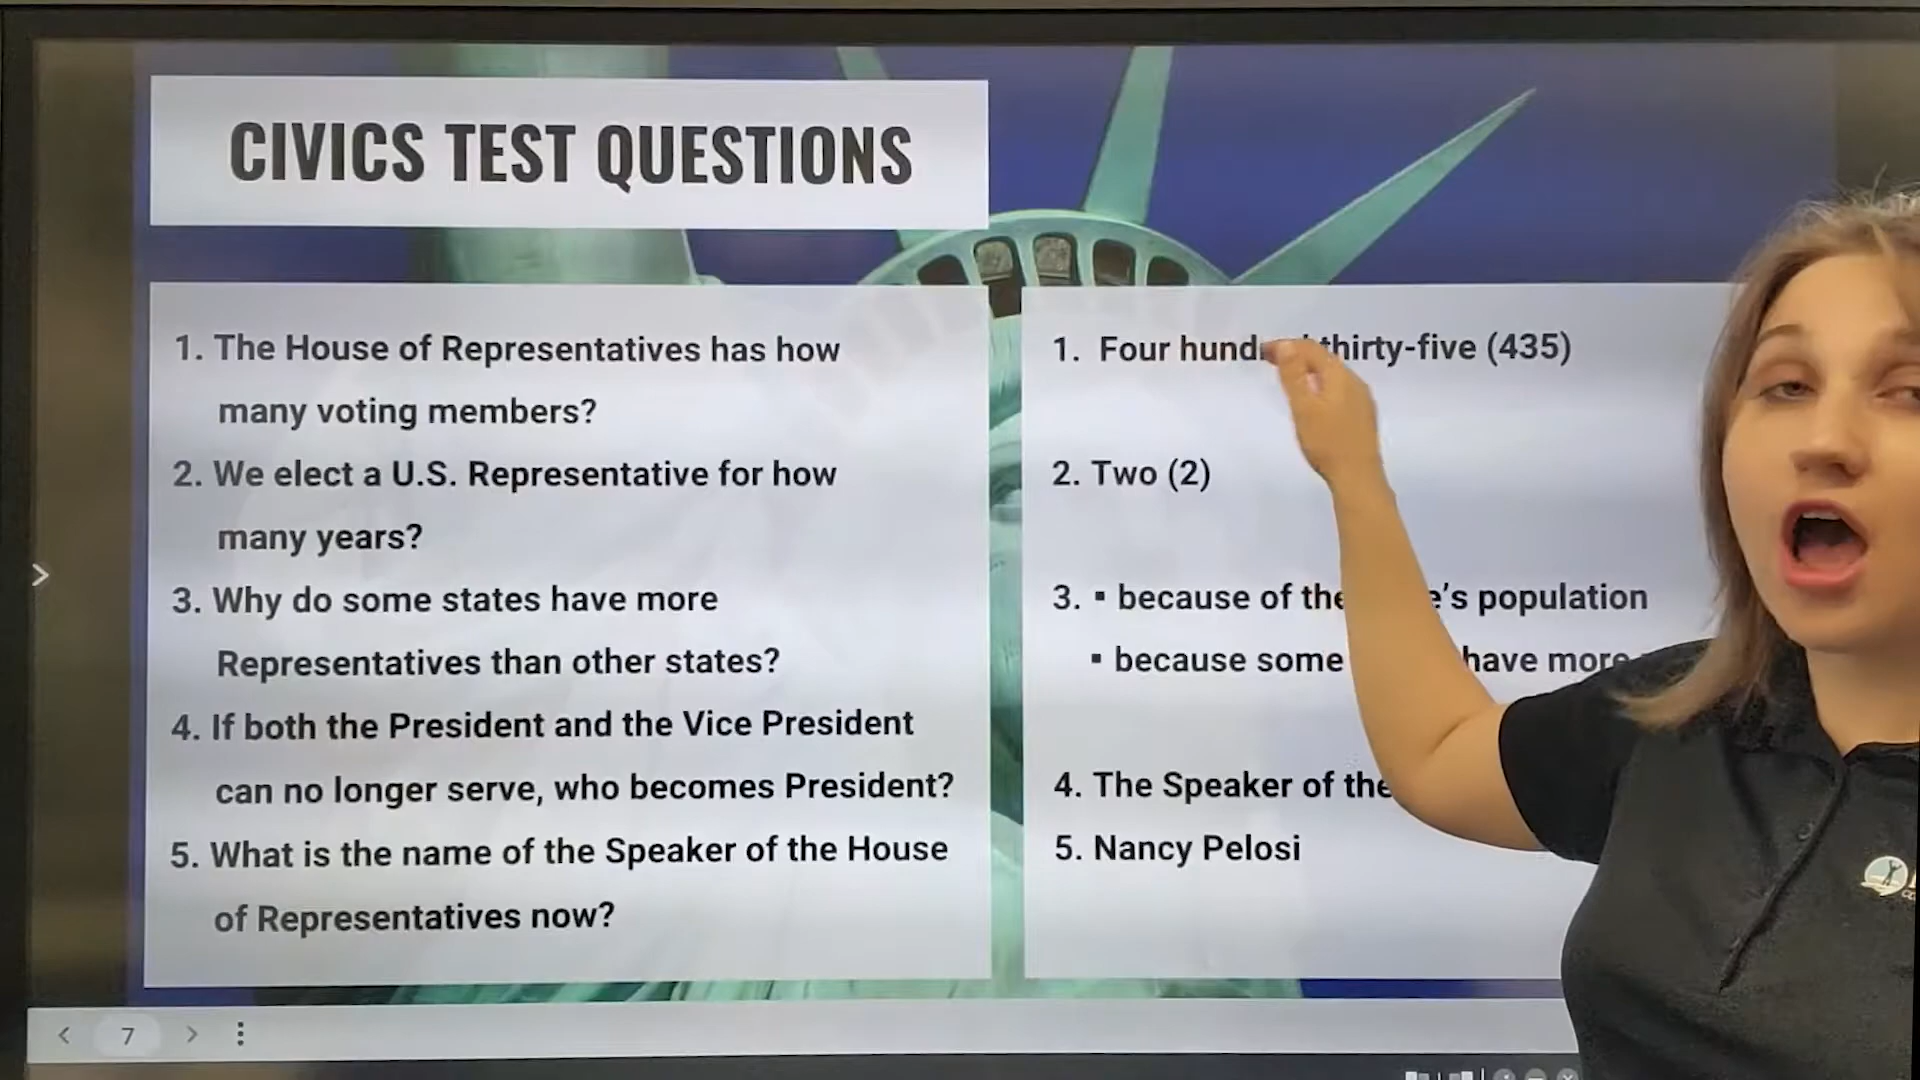 CIVICS TEST QUESTIONS
1. The House of Representatives has how
many voting members?
2. We elect a U.S. Representative for how
many years?
3. Why do some states have more
Representatives than other states?
4. If both the President and the Vice President
can no longer serve, who becomes President?
5. What is the name of the Speaker of the House
of Representatives now?
1. Four thirty-five (435)
2. Two (2)
3. ▪ because of the population
▪ because some have more
4. The Speaker of the
5. Nancy Pelosi
7